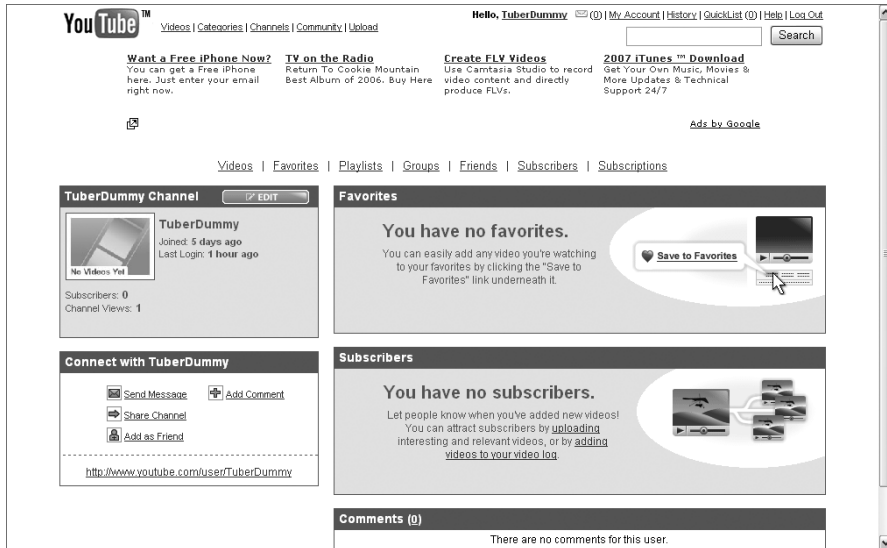 YouTube™
Hello, TuberDummy (0) | My Account | History | QuickList (0) | Help | Log Out
Videos | Categories | Channels | Community | Upload
Search
Want a Free iPhone Now?
You can get a Free iPhone
here. Just enter your email
right now.
TV on the Radio
Return To Cookie Mountain
Best Album of 2006. Buy Here
Create FLV Videos
Use Camtasia Studio to record
video content and directly
produce FLVs.
2007 iTunes ™ Download
Get Your Own Music, Movies &
More Updates & Technical
Support 24/7
Ads by Google
Videos | Favorites | Playlists | Groups | Friends | Subscribers | Subscriptions
TuberDummy Channel
EDIT
No Videos Yet
TuberDummy
Joined: 5 days ago
Last Login: 1 hour ago
Subscribers: 0
Channel Views: 1
Connect with TuberDummy
Send Message
Add Comment
Share Channel
Add as Friend
http://www.youtube.com/user/TuberDummy
Favorites
You have no favorites.
You can easily add any video you're watching
to your favorites by clicking the "Save to
Favorites" link underneath it.
Save to Favorites
Subscribers
You have no subscribers.
Let people know when you've added new videos!
You can attract subscribers by uploading
interesting and relevant videos, or by adding
videos to your video log.
Comments (0)
There are no comments for this user.